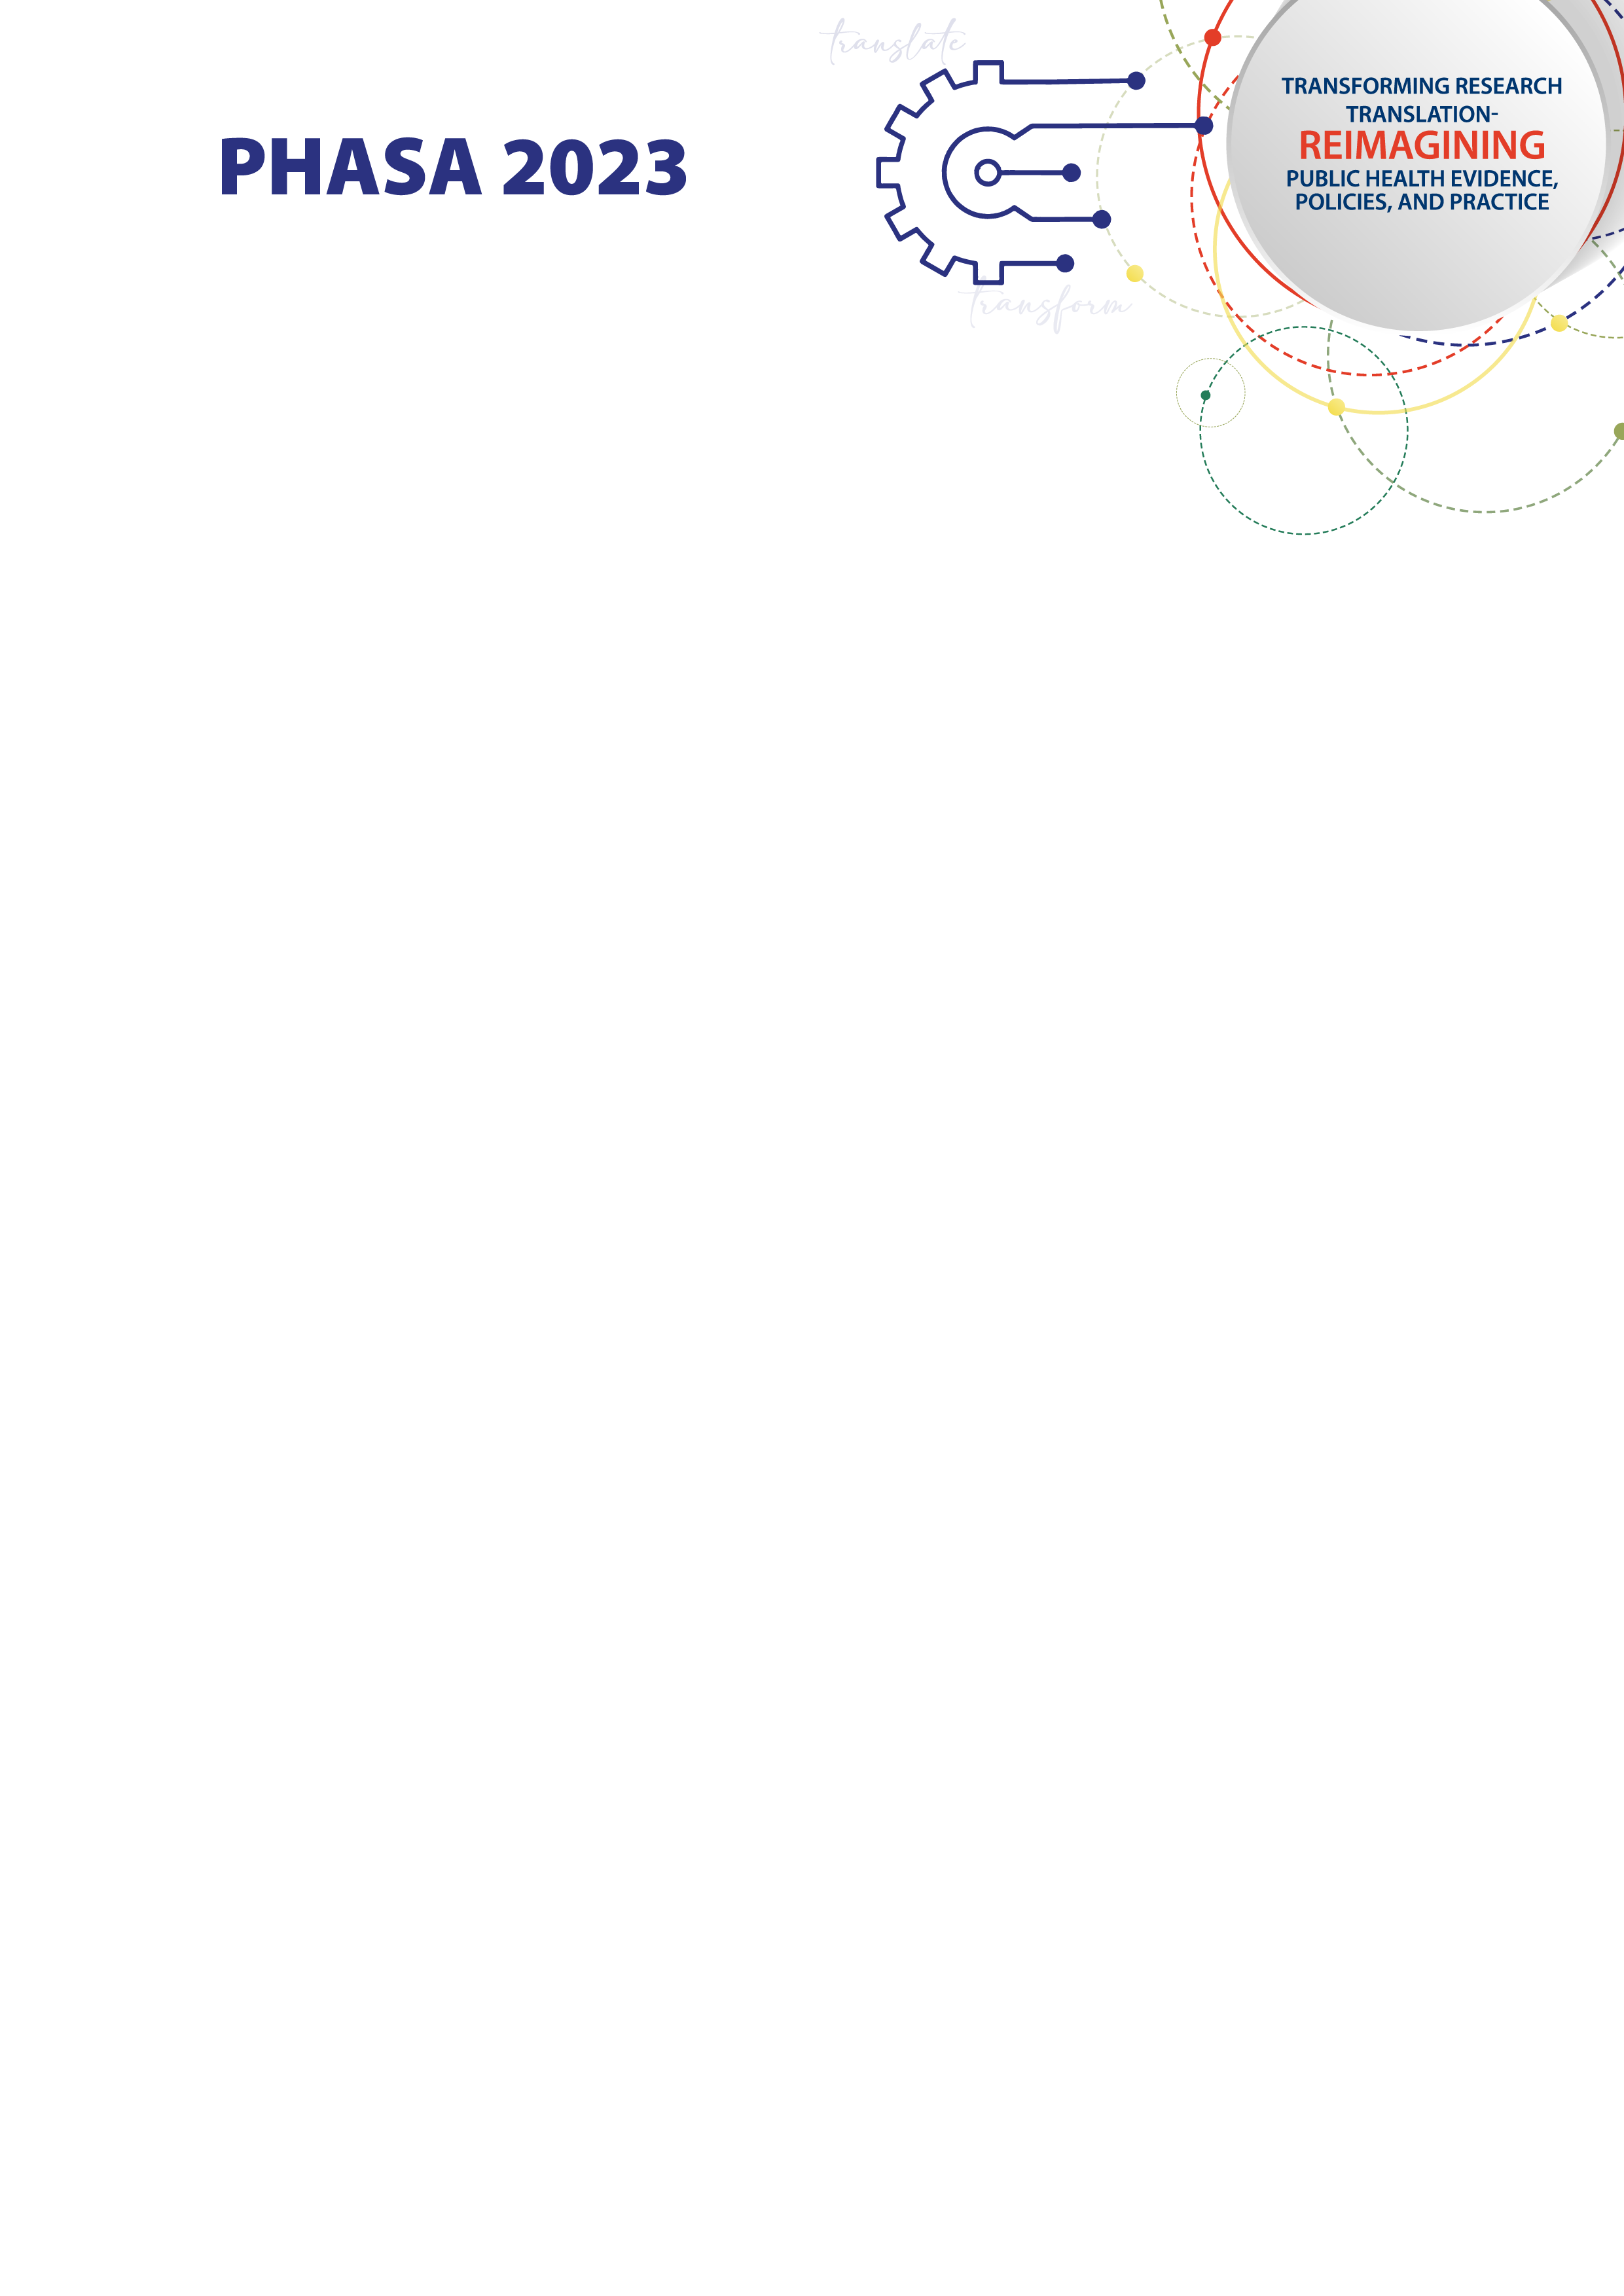 translate
PHASA 2023
TRANSFORMING RESEARCH
TRANSLATION-
REIMAGINING
PUBLIC HEALTH EVIDENCE,
POLICIES, AND PRACTICE
transform